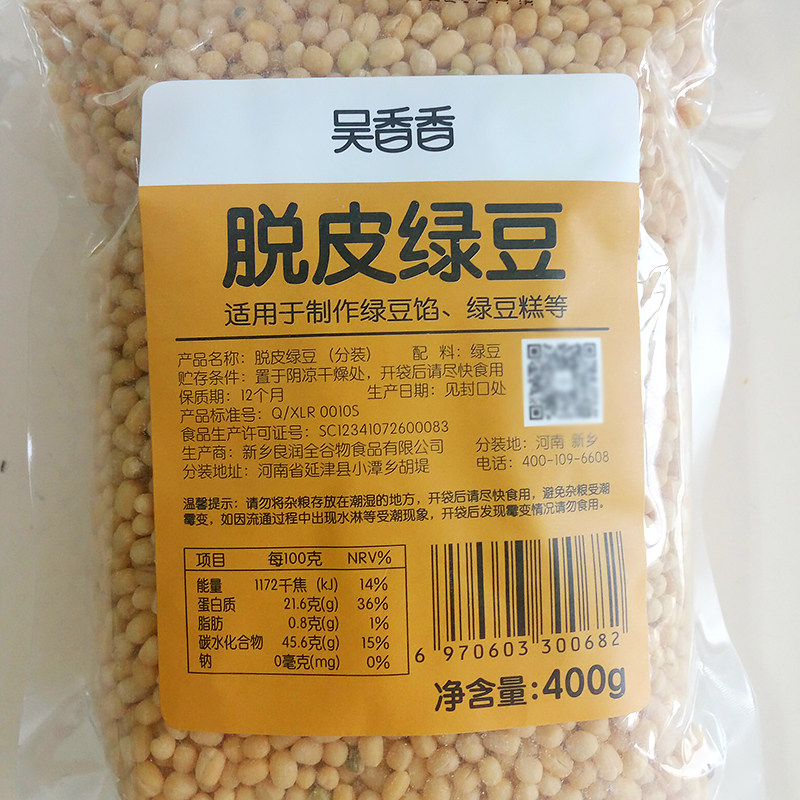 吴香香
脱皮绿豆
适用于制作绿豆馅、绿豆糕等
产品名称：脱皮绿豆（分装） 配 料：绿豆
贮存条件：置于阴凉干燥处，开袋后请尽快食用
保质期：12个月 生产日期：见封口处
产品标准号：Q/XLR 0010S
食品生产许可证号：SC12341072600083
生产商：新乡良润全谷物食品有限公司 分装地：河南 新乡
分装地址：河南省延津县小潭乡胡堤 电话：400-109-6608
温馨提示：请勿将杂粮存放在潮湿的地方，开袋后请尽快食用，避免杂粮受潮
霉变，如因流通过程中出现水淋等受潮现象，开袋后发现霉变情况请勿食用。
项目 每100克 NRV%
能量 1172千焦（kJ） 14%
蛋白质 21.6克(g) 36%
脂肪 0.8克(g) 1%
碳水化合物 45.6克(g) 15%
钠 0毫克(mg) 0%
6 970603 300682
净含量:400g